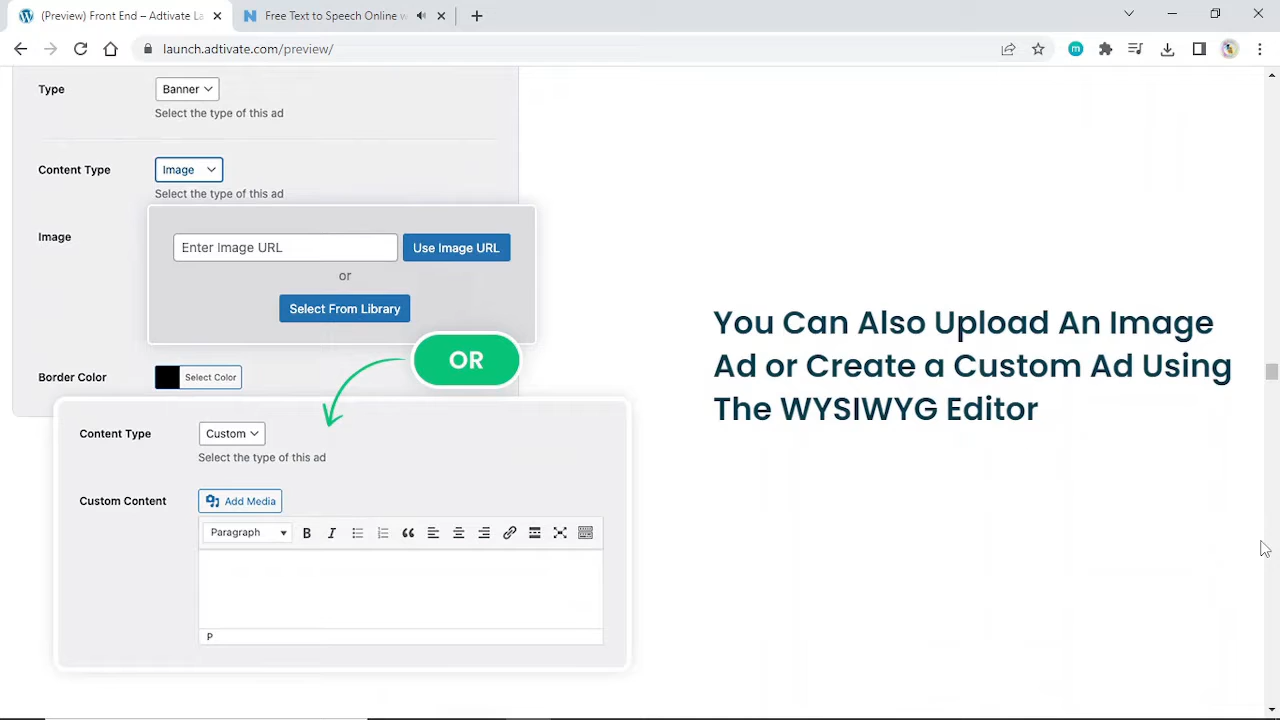 (Preview) Front End – Adtivate La
Free Text to Speech Online w
launch.adtivate.com/preview/
m
Type
Banner
Select the type of this ad
Content Type
Image
Select the type of this ad
Image
Enter Image URL
Use Image URL
or
Select From Library
OR
Border Color
Select Color
You Can Also Upload An Image
Ad or Create a Custom Ad Using
The WYSIWYG Editor
Content Type
Custom
Select the type of this ad
Custom Content
Add Media
Paragraph
B
I
P